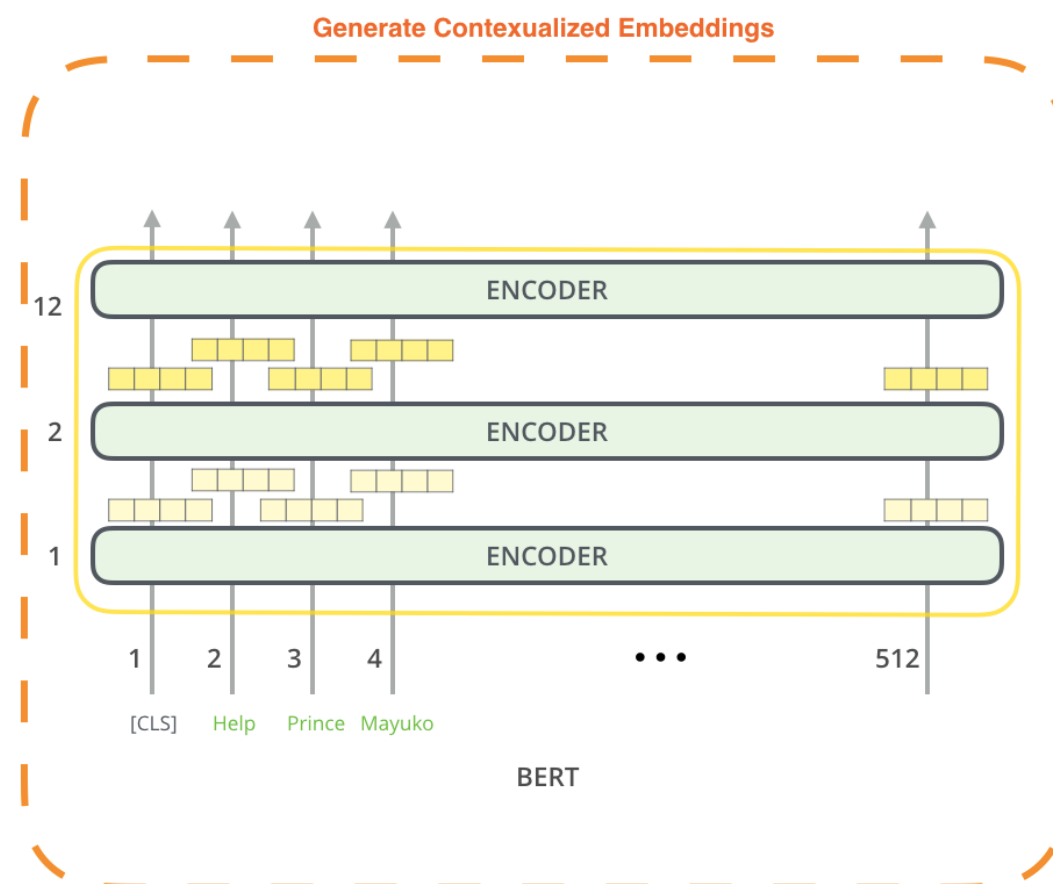 Generate Contexualized Embeddings
12 ENCODER
2 ENCODER
1 ENCODER
1 2 3 4 ••• 512
[CLS] Help Prince Mayuko
BERT